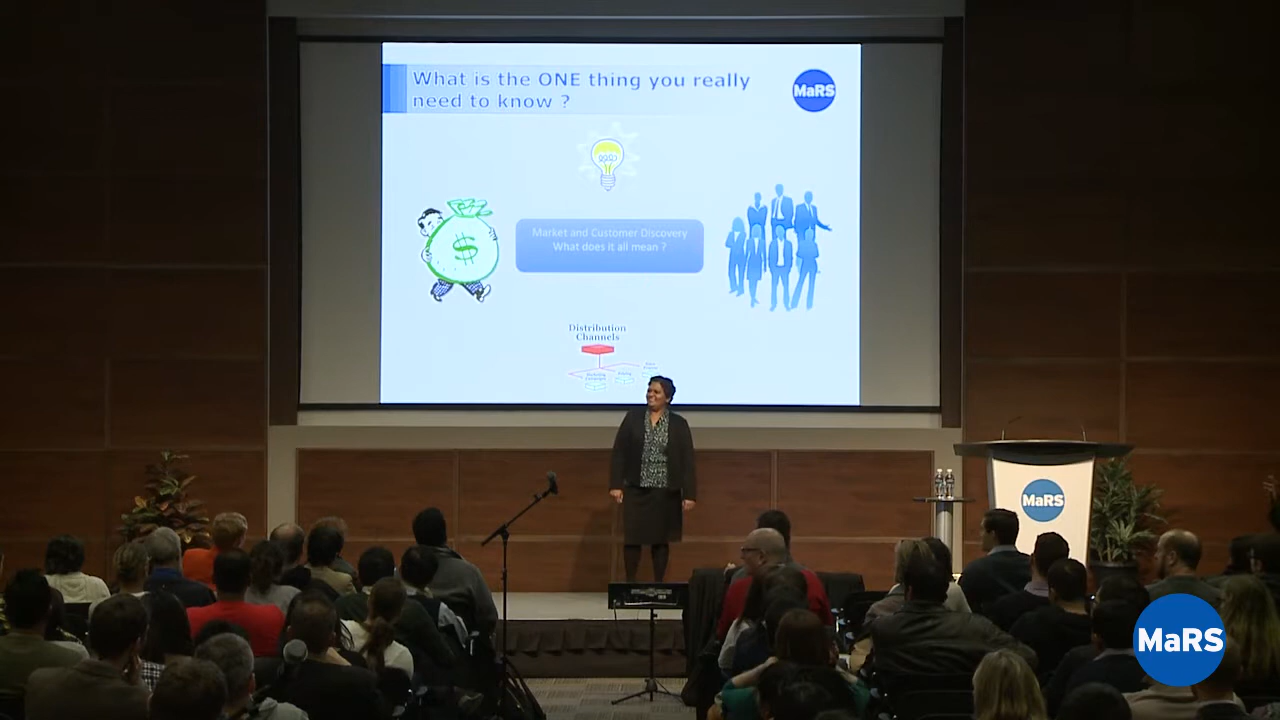 What is the ONE thing you really
need to know ?
MaRS
$
Market and Customer Discovery
What does it all mean ?
Distribution
Channels
MaRS
MaRS